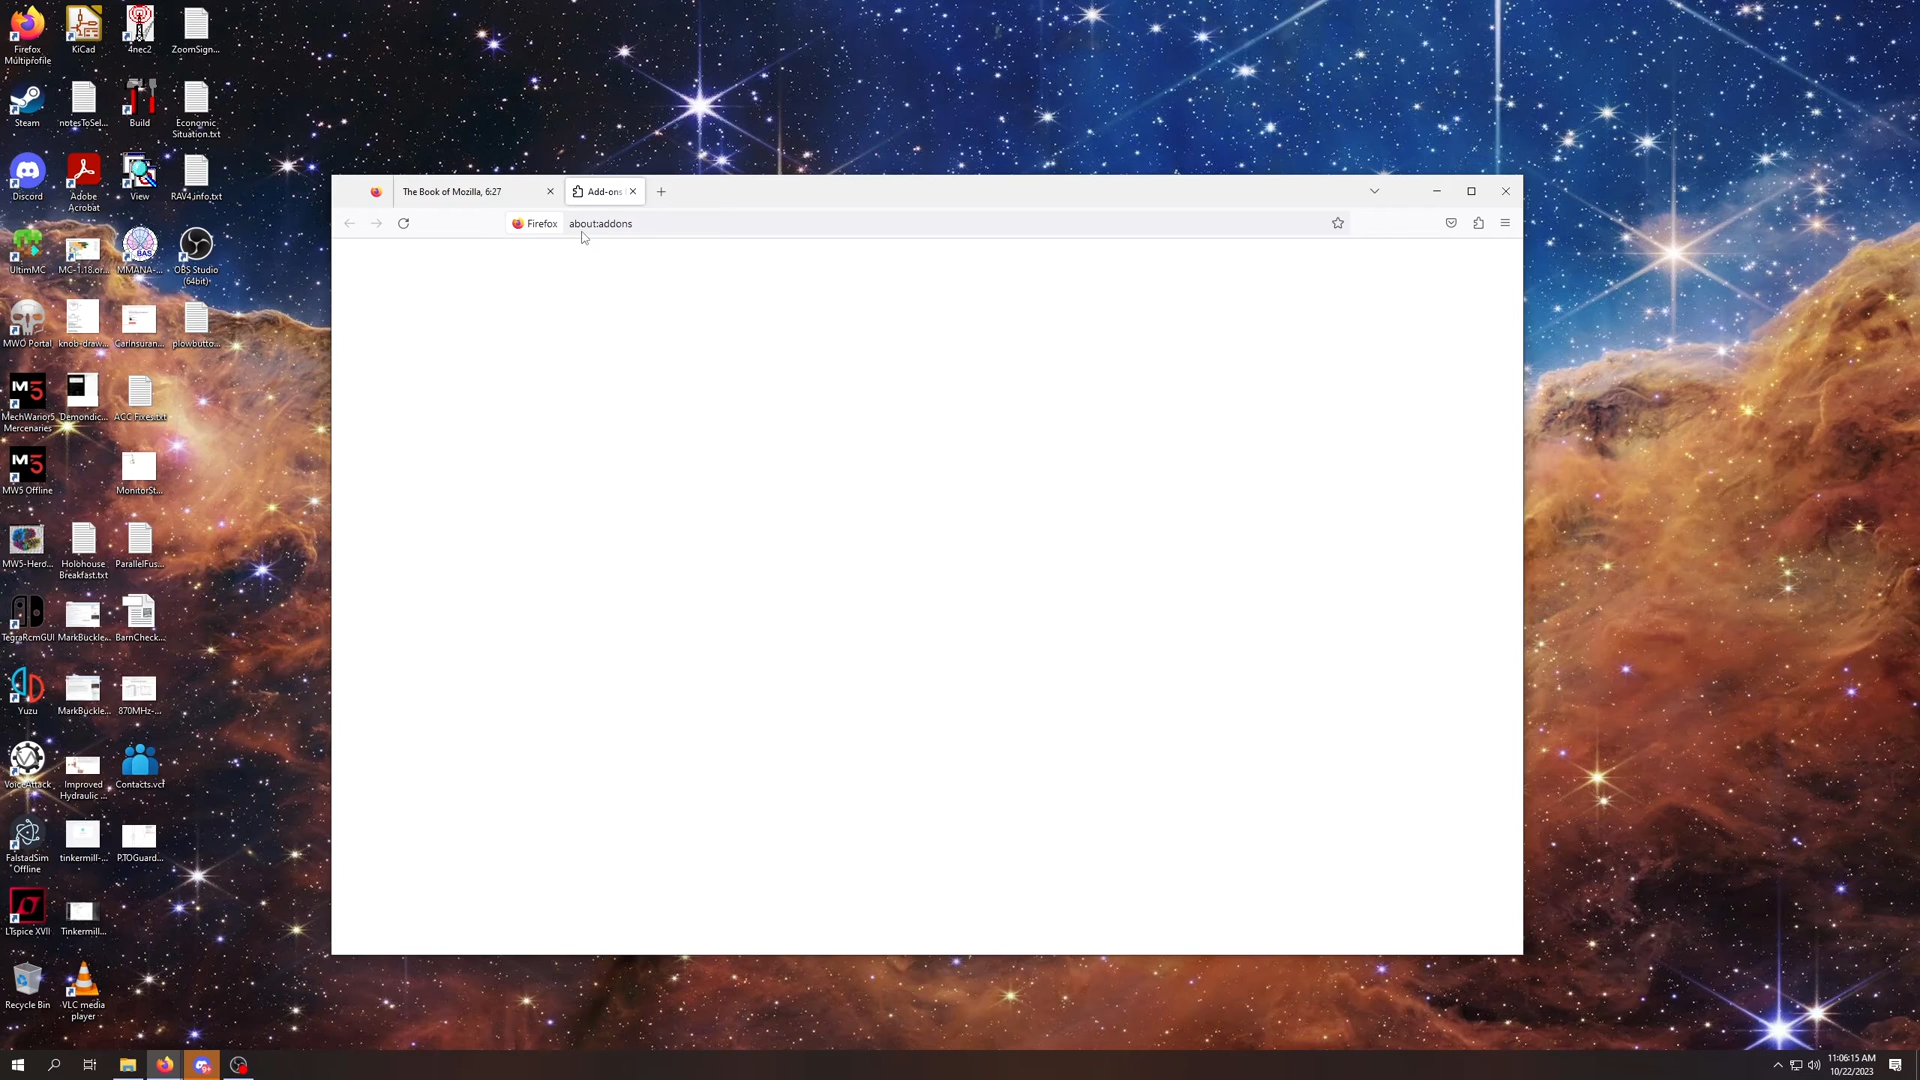 Firefox
Multiprofile
KiCad
4nec2
ZoomSign...
Steam
notesToSel...
Build
Economic
Situation.txt
Discord
Adobe
Acrobat
View
RAV4.info.txt
UltimMC
MC-1.18.or...
MMANA-...
OBS Studio
(64bit)
MWO Portal
knob-draw...
CarInsuran...
plowbutto...
MechWarior5
Mercenaries
Demondic...
ACC Fixes.txt
MW5 Offline
MonitorSt...
MW5-Hero...
Holohouse
Breakfast.txt
ParallelFus...
TegraRcmGUI
MarkBuckle...
BarnCheck...
Yuzu
MarkBuckle...
870MHz-...
VoiceAttack
Improved
Hydraulic ...
Contacts.vcf
FalstadSim
Offline
tinkermill-...
PTOGuard...
LTspice XVII
Tinkermill...
Recycle Bin
VLC media
player
The Book of Mozilla, 6:27
Add-ons
Firefox
about:addons
11:06:15 AM
10/22/2023